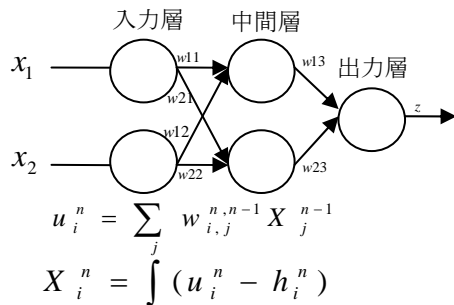 入力層 中間層
出力層
x₁ w11 w13
w21
w12 z
x₂ w22 w23
u_i^n = ∑_j w_{i,j}^{n,n-1} X_j^{n-1}
X_i^n = ∫ (u_i^n − h_i^n)